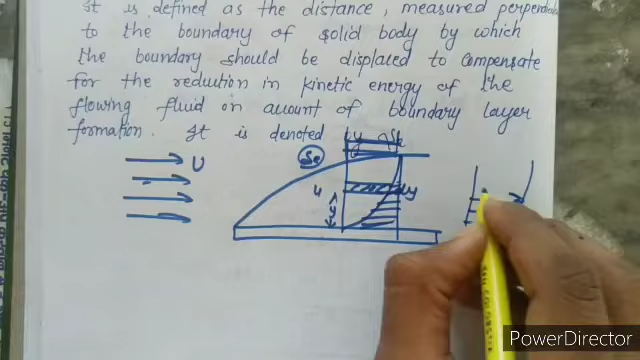 It is defined as the distance, measured
to the boundary of solid body by which
the boundary should be displaced to compensate
for the reduction in kinetic energy of the
flowing fluid on account of boundary layer
formation. It is denoted
U
u
y
dy
PowerDirector